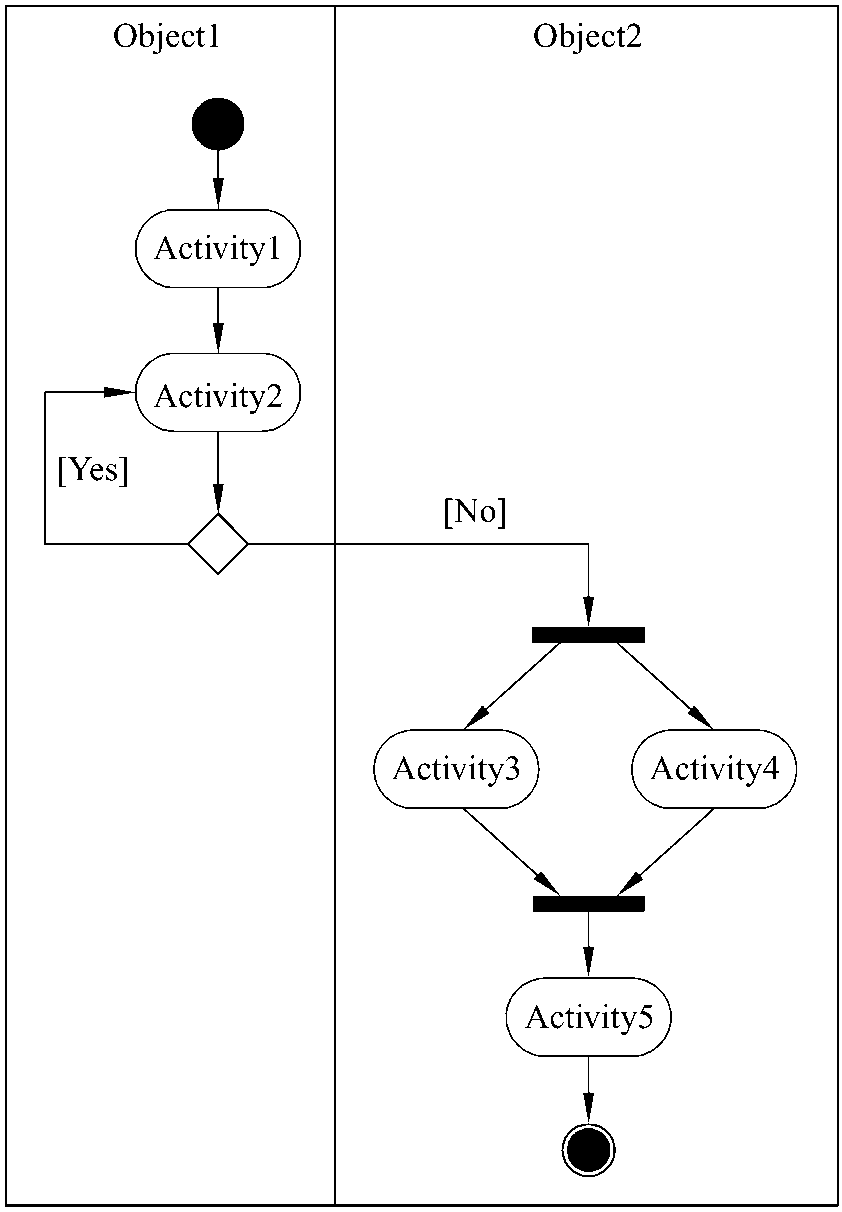 Object1
Object2
Activity1
Activity2
[Yes]
[No]
Activity3
Activity4
Activity5